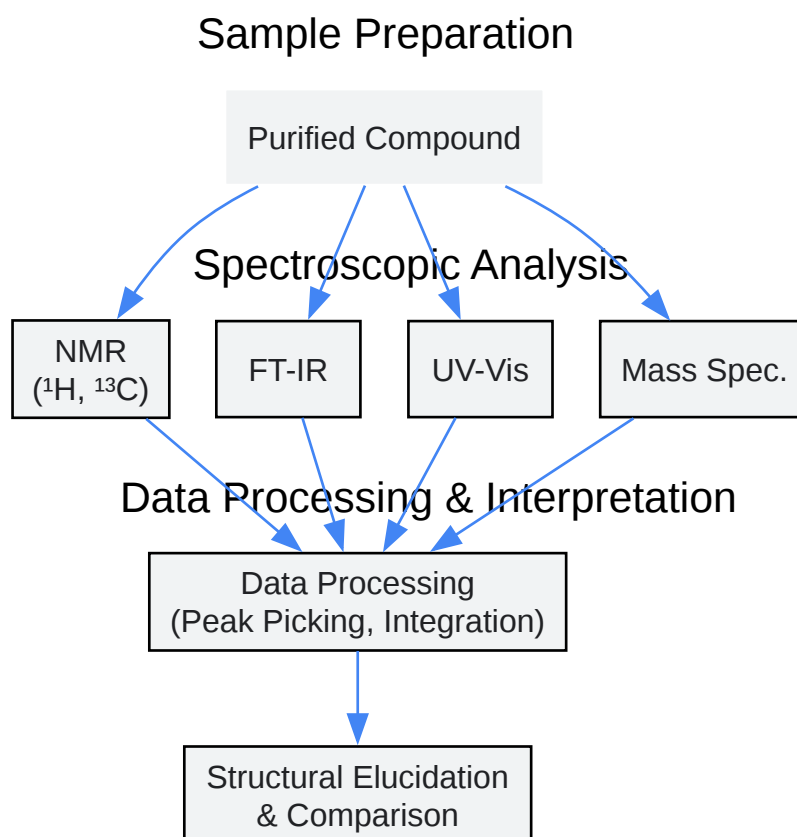 Sample Preparation
Purified Compound
Spectroscopic Analysis
NMR
(¹H, ¹³C)
FT-IR
UV-Vis
Mass Spec.
Data Processing & Interpretation
Data Processing
(Peak Picking, Integration)
Structural Elucidation
& Comparison